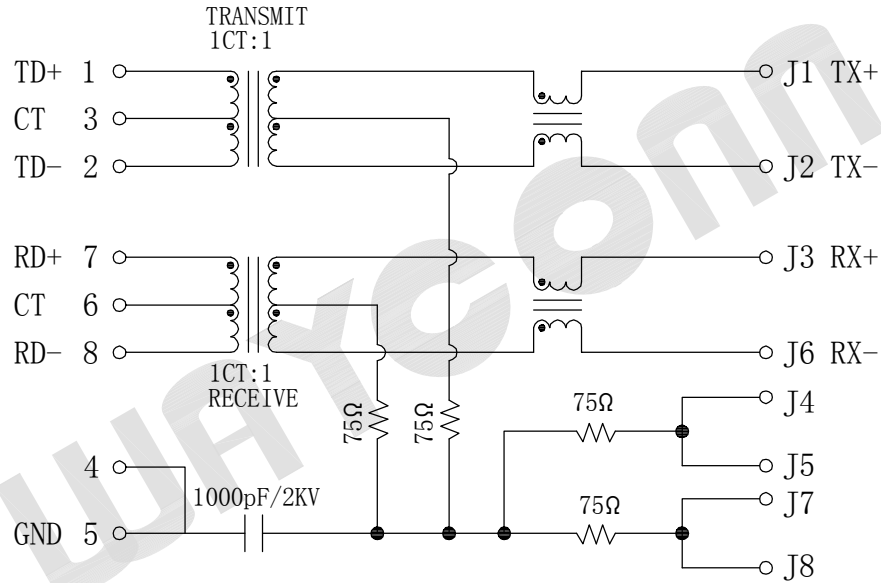 TRANSMIT
1CT:1
TD+ 1
J1 TX+
CT 3
TD- 2
J2 TX-
RD+ 7
J3 RX+
CT 6
RD- 8
J6 RX-
1CT:1
RECEIVE
75Ω
75Ω
75Ω
J4
J5
4
1000pF/2KV
75Ω
J7
GND 5
J8
WAYCONN